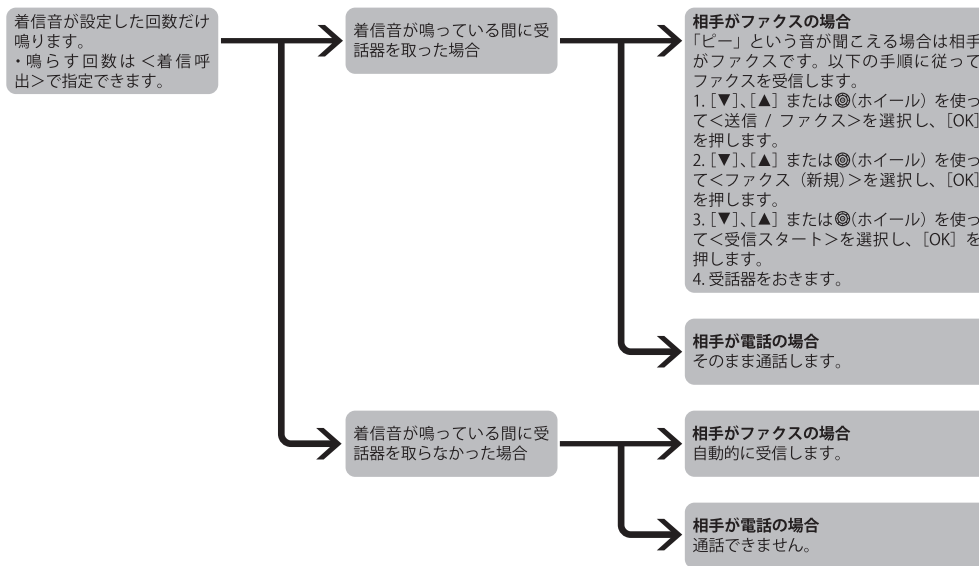 着信音が設定した回数だけ
鳴ります。
・鳴らす回数は＜着信呼
出＞で指定できます。
着信音が鳴っている間に受
話器を取った場合
相手がファクスの場合
「ピー」という音が聞こえる場合は相手
がファクスです。以下の手順に従って
ファクスを受信します。
1. [▼]、[▲] または◎(ホイール) を使っ
て＜送信 / ファクス＞を選択し、[OK]
を押します。
2. [▼]、[▲] または◎(ホイール) を使っ
て＜ファクス（新規）＞を選択し、[OK]
を押します。
3. [▼]、[▲] または◎(ホイール) を使っ
て＜受信スタート＞を選択し、[OK] を
押します。
4. 受話器をおきます。
相手が電話の場合
そのまま通話します。
着信音が鳴っている間に受
話器を取らなかった場合
相手がファクスの場合
自動的に受信します。
相手が電話の場合
通話できません。